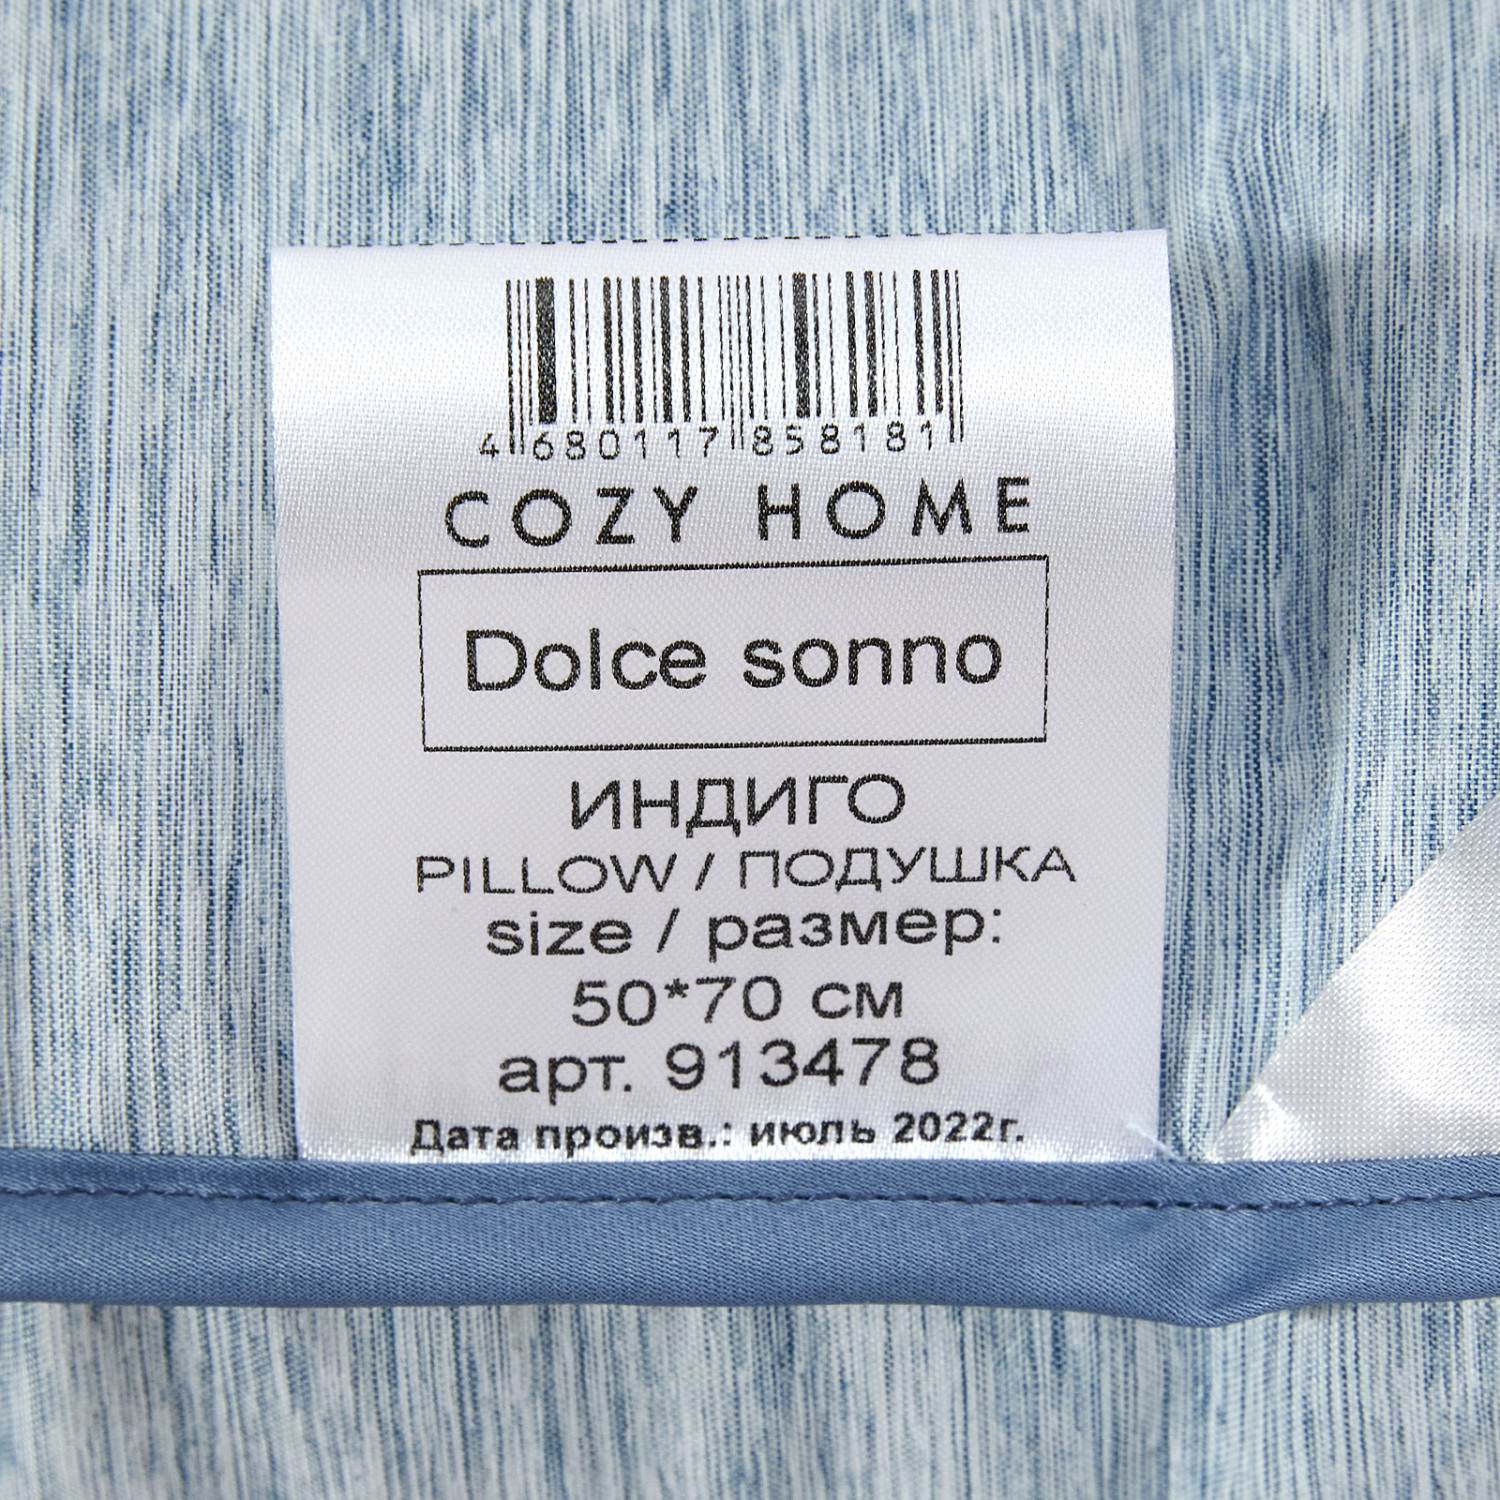 4 680117 858181
COZY HOME
Dolce sonno
ИНДИГО
PILLOW / ПОДУШКА
size / размер:
50*70 см
арт. 913478
Дата произв.: июль 2022г.